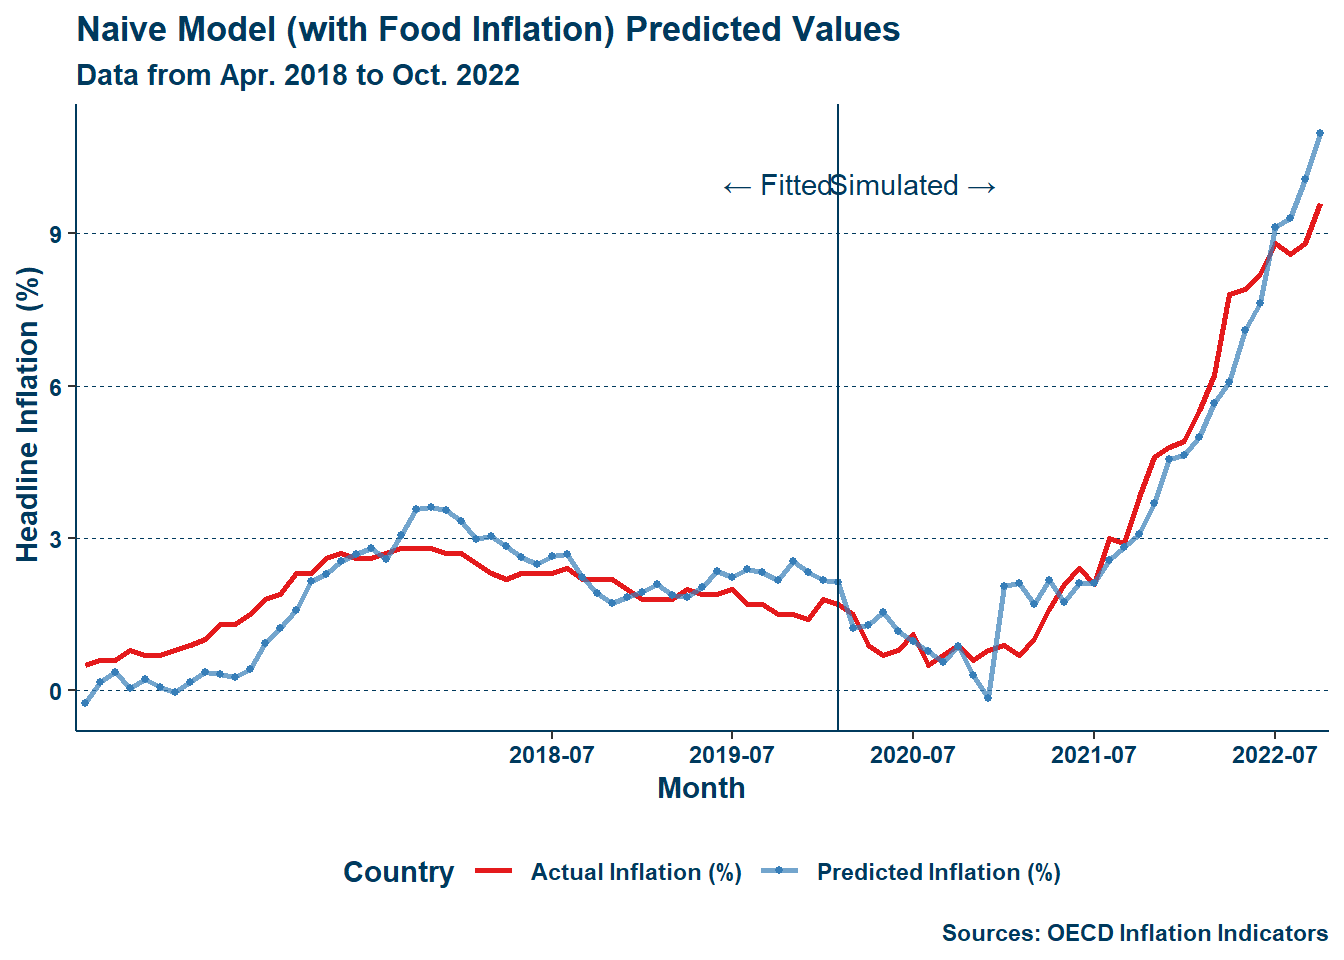 Naive Model (with Food Inflation) Predicted Values
Data from Apr. 2018 to Oct. 2022
← Fitted
Simulated →
Headline Inflation (%)
9
6
3
0
2018-07
2019-07
2020-07
2021-07
2022-07
Month
Country
Actual Inflation (%)
Predicted Inflation (%)
Sources: OECD Inflation Indicators